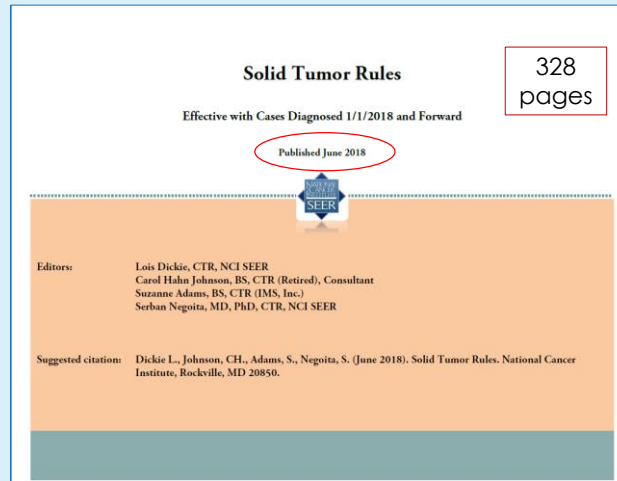 Solid Tumor Rules
328
pages
Effective with Cases Diagnosed 1/1/2018 and Forward
Published June 2018
NATIONAL
CANCER
INSTITUTE
SEER
Editors:
Lois Dickie, CTR, NCI SEER
Carol Hahn Johnson, BS, CTR (Retired), Consultant
Suzanne Adams, BS, CTR (IMS, Inc.)
Serban Negoita, MD, PhD, CTR, NCI SEER
Suggested citation: Dickie L., Johnson, CH., Adams, S., Negoita, S. (June 2018). Solid Tumor Rules. National Cancer
Institute, Rockville, MD 20850.